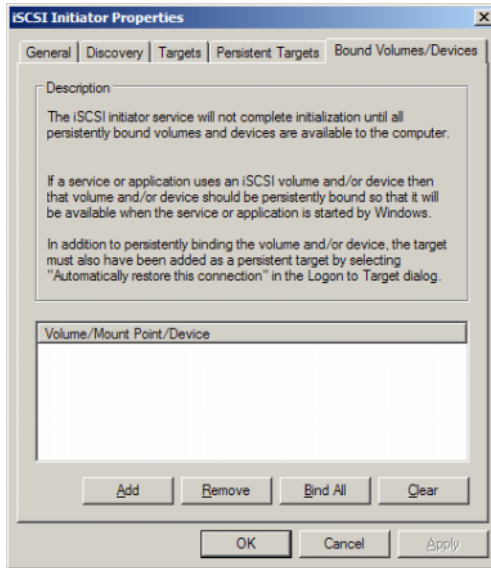 iSCSI Initiator Properties
General Discovery Targets Persistent Targets Bound Volumes/Devices
Description
The iSCSI initiator service will not complete initialization until all
persistently bound volumes and devices are available to the computer.
If a service or application uses an iSCSI volume and/or device then
that volume and/or device should be persistently bound so that it will
be available when the service or application is started by Windows.
In addition to persistently binding the volume and/or device, the target
must also have been added as a persistent target by selecting
"Automatically restore this connection" in the Logon to Target dialog.
Volume/Mount Point/Device
Add Remove Bind All Clear
OK Cancel Apply